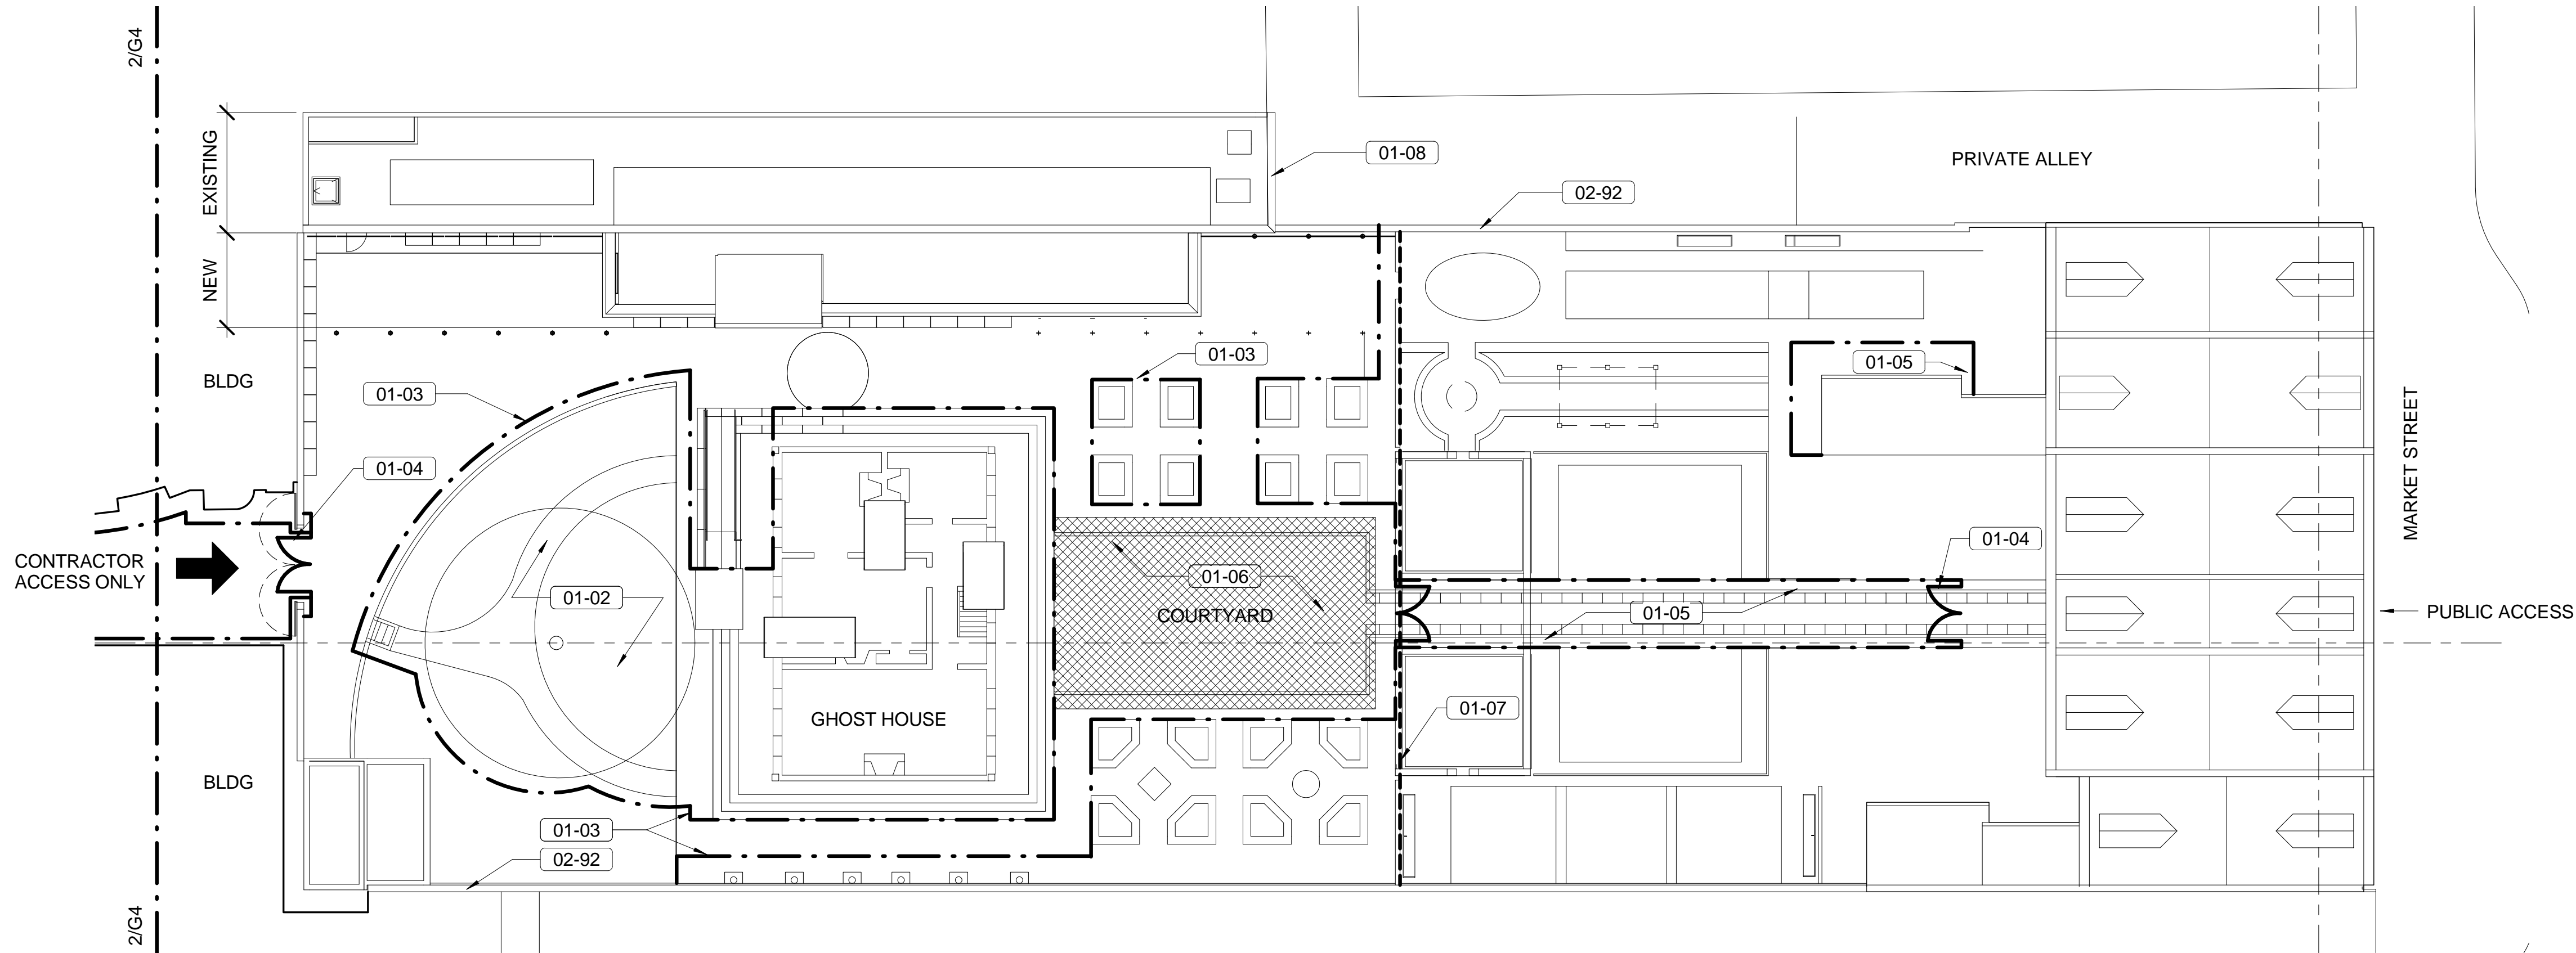 2/G4
EXISTING
01-08
PRIVATE ALLEY
02-92
NEW
01-03
01-05
BLDG
01-03
MARKET STREET
01-04
01-04
CONTRACTOR
ACCESS ONLY
01-06
01-02
COURTYARD
01-05
PUBLIC ACCESS
GHOST HOUSE
01-07
BLDG
01-03
02-92
2/G4